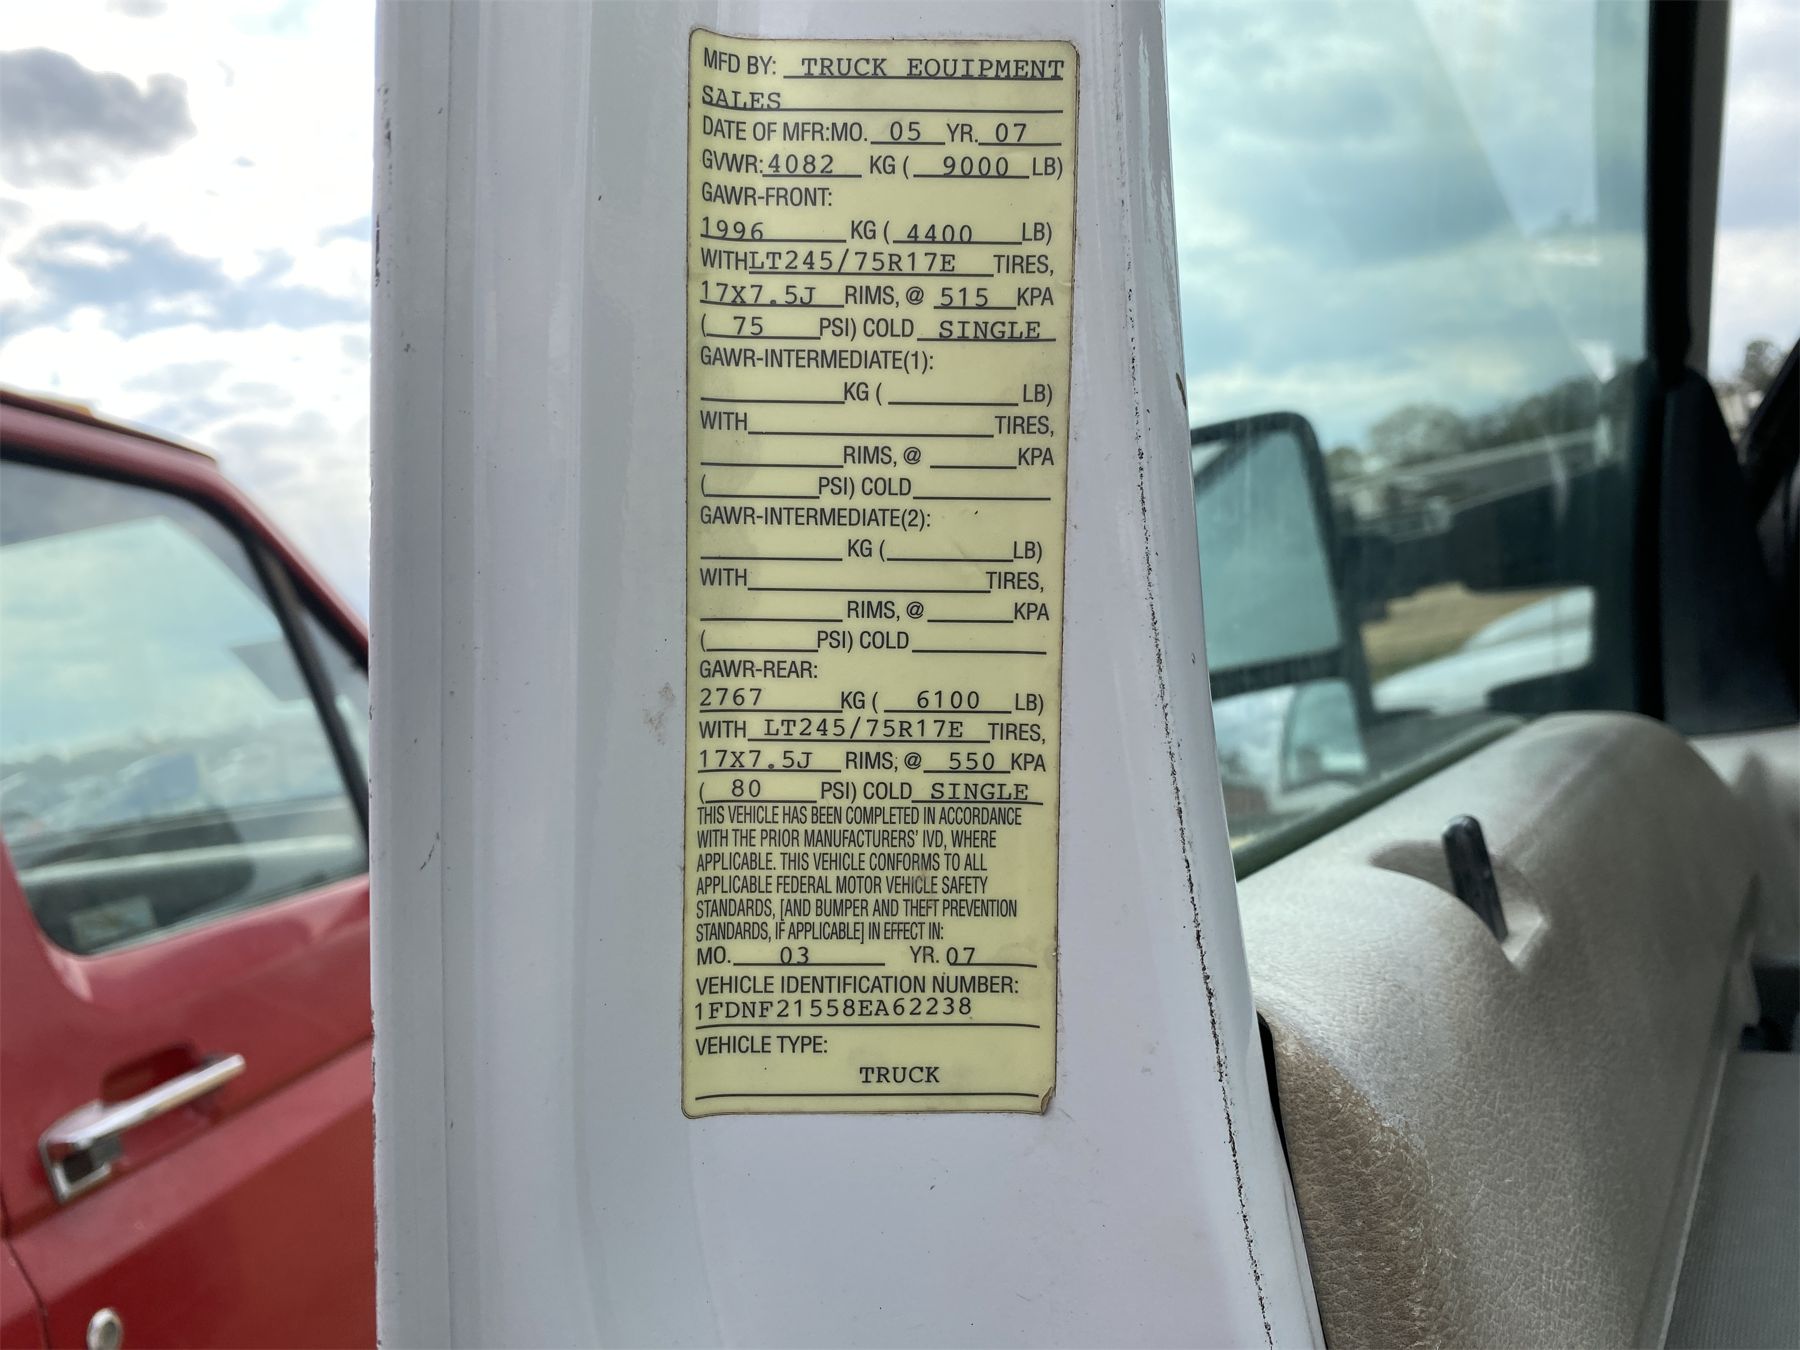 MFD BY: TRUCK EQUIPMENT
SALES
DATE OF MFR:MO. 05 YR. 07
GVWR: 4082 KG ( 9000 LB)
GAWR-FRONT:
1996 KG ( 4400 LB)
WITH LT245/75R17E TIRES,
17X7.5J RIMS, @ 515 KPA
( 75 PSI) COLD SINGLE
GAWR-INTERMEDIATE(1):
KG ( LB)
WITH TIRES,
RIMS, @ KPA
( PSI) COLD
GAWR-INTERMEDIATE(2):
KG ( LB)
WITH TIRES,
RIMS, @ KPA
( PSI) COLD
GAWR-REAR:
2767 KG ( 6100 LB)
WITH LT245/75R17E TIRES,
17X7.5J RIMS, @ 550 KPA
( 80 PSI) COLD SINGLE
THIS VEHICLE HAS BEEN COMPLETED IN ACCORDANCE
WITH THE PRIOR MANUFACTURERS' IVD, WHERE
APPLICABLE. THIS VEHICLE CONFORMS TO ALL
APPLICABLE FEDERAL MOTOR VEHICLE SAFETY
STANDARDS, [AND BUMPER AND THEFT PREVENTION
STANDARDS, IF APPLICABLE] IN EFFECT IN:
MO. 03 YR. 07
VEHICLE IDENTIFICATION NUMBER:
1FDNF21558EA62238
VEHICLE TYPE:
TRUCK